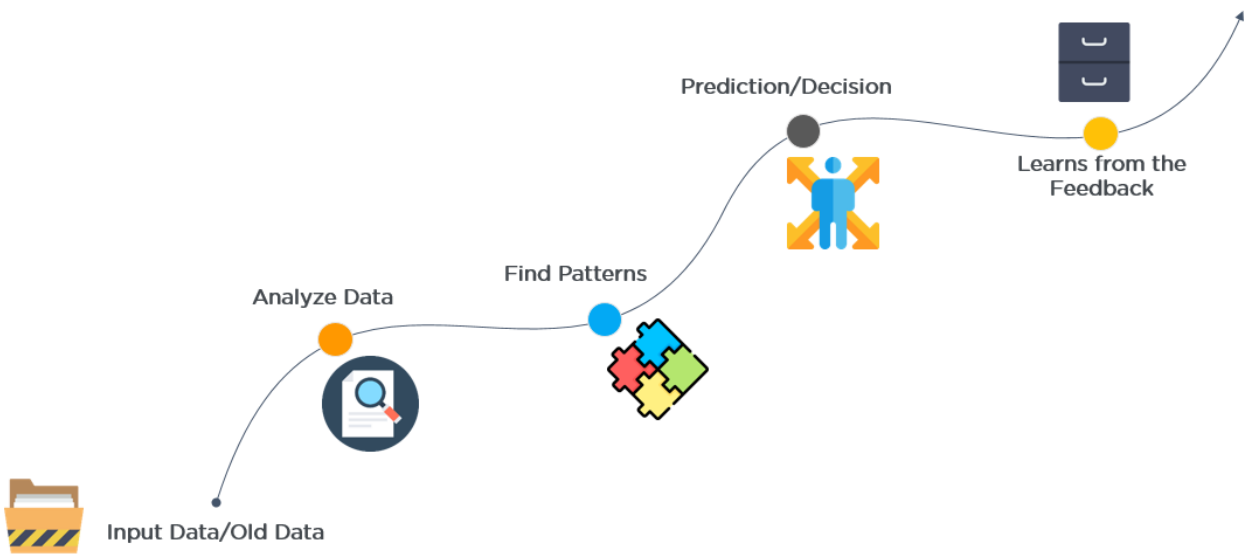 Input Data/Old Data
Analyze Data
Find Patterns
Prediction/Decision
Learns from the
Feedback